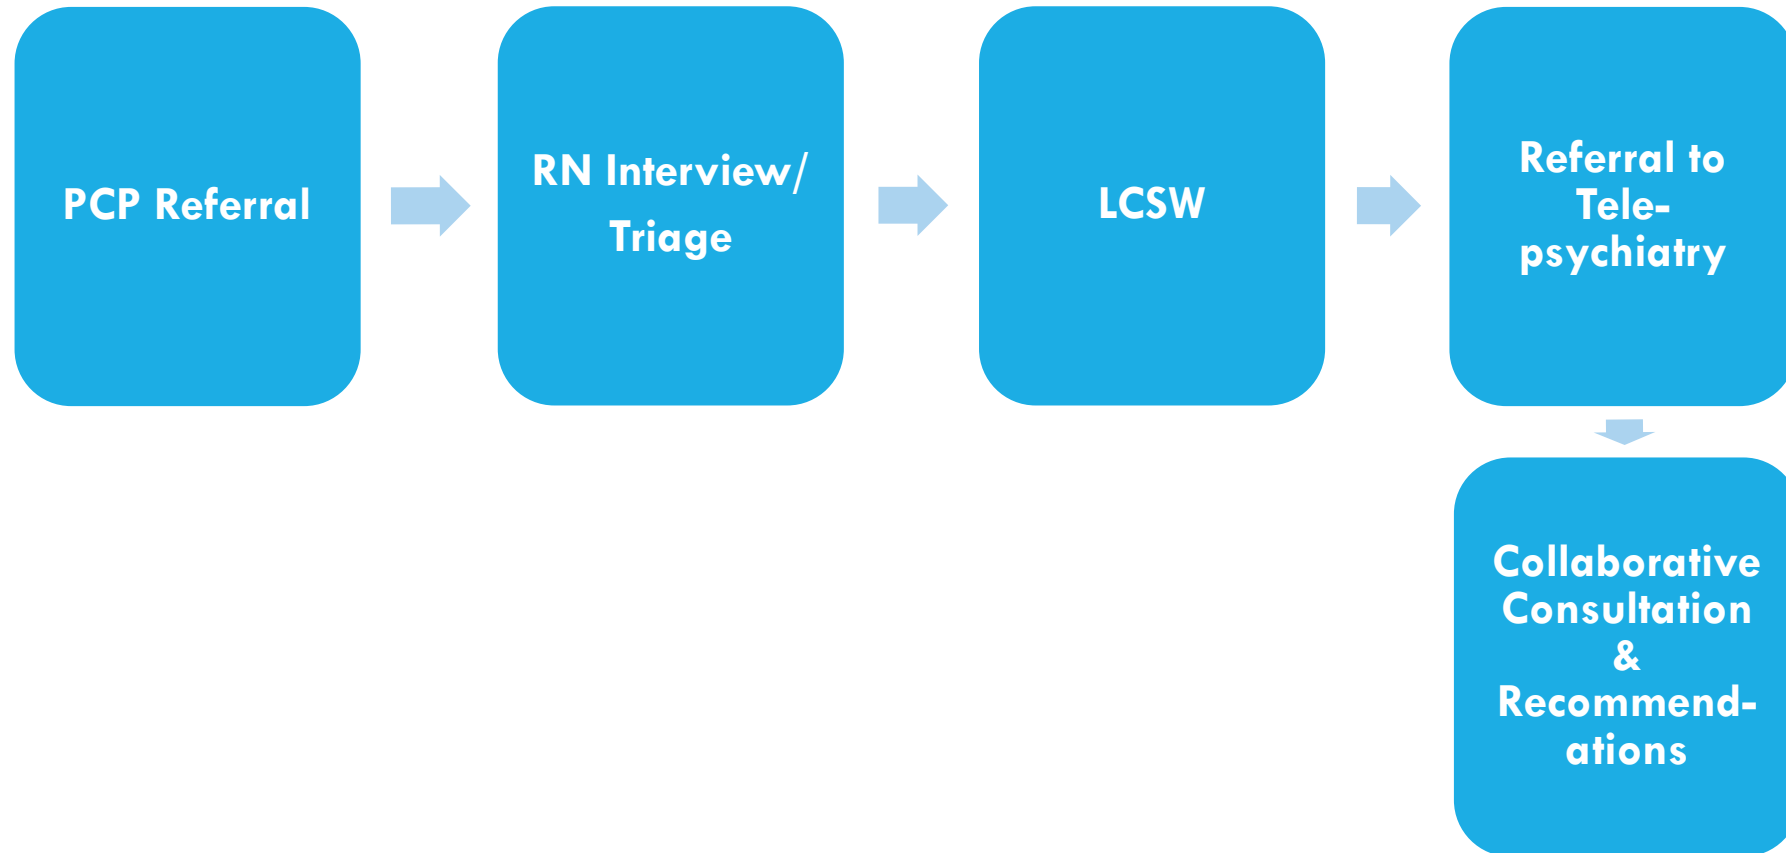 PCP Referral
RN Interview/
Triage
LCSW
Referral to
Tele-
psychiatry
Collaborative
Consultation
&
Recommend-
ations